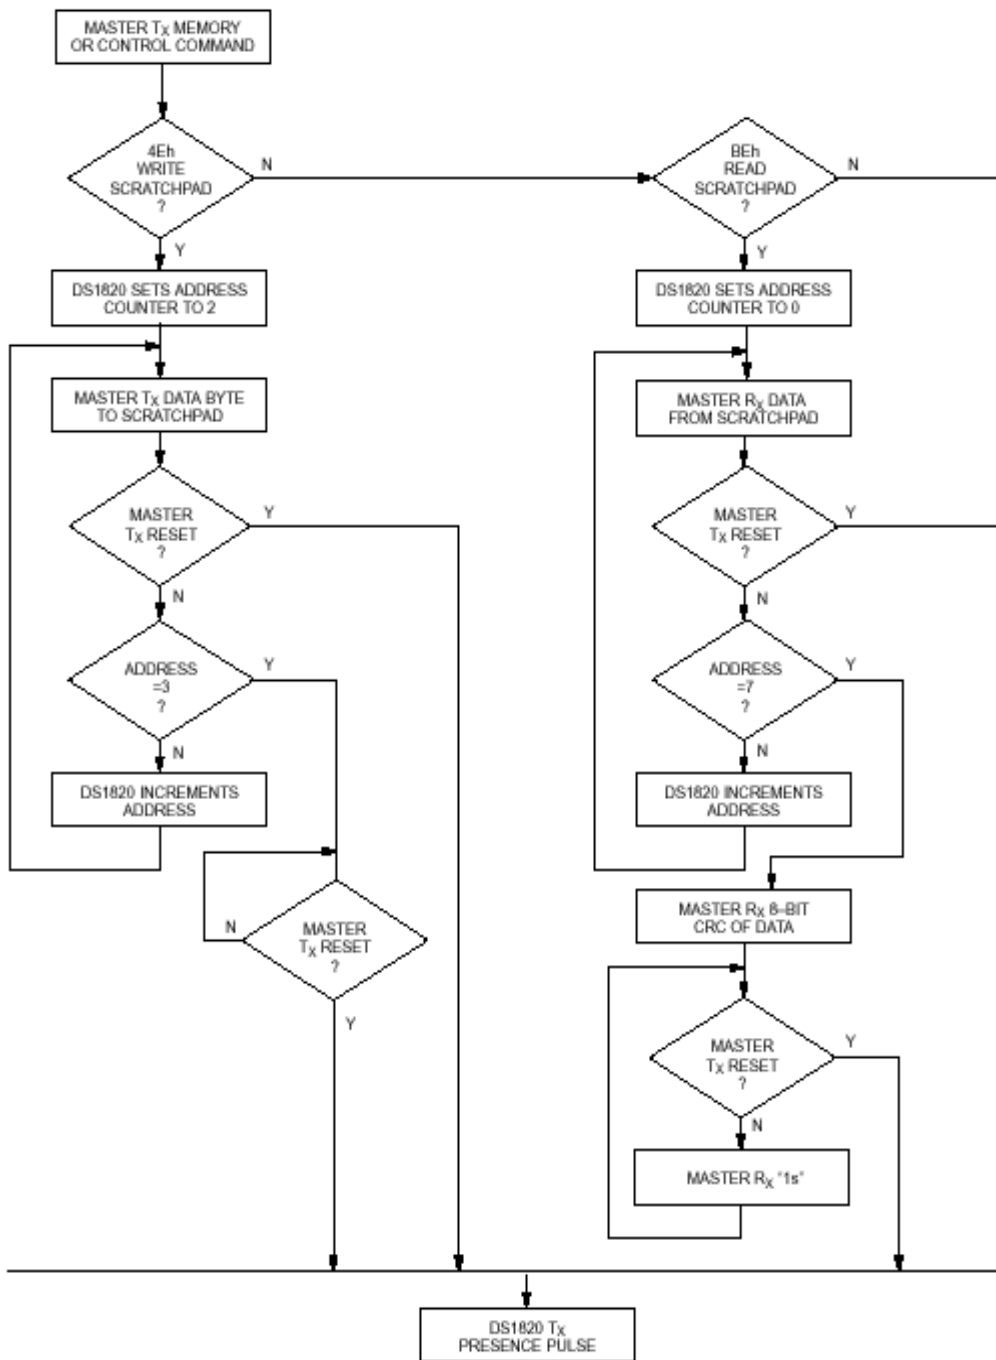 MASTER TX MEMORY
OR CONTROL COMMAND
4Eh
WRITE
SCRATCHPAD
?
N
Y
DS1820 SETS ADDRESS
COUNTER TO 2
MASTER TX DATA BYTE
TO SCRATCHPAD
MASTER
TX RESET
?
Y
N
ADDRESS
=3
?
Y
N
DS1820 INCREMENTS
ADDRESS
MASTER
TX RESET
?
N
Y
BEh
READ
SCRATCHPAD
?
N
Y
DS1820 SETS ADDRESS
COUNTER TO 0
MASTER RX DATA
FROM SCRATCHPAD
MASTER
TX RESET
?
Y
N
ADDRESS
=7
?
Y
N
DS1820 INCREMENTS
ADDRESS
MASTER RX 8–BIT
CRC OF DATA
MASTER
TX RESET
?
Y
N
MASTER RX "1s"
DS1820 TX
PRESENCE PULSE